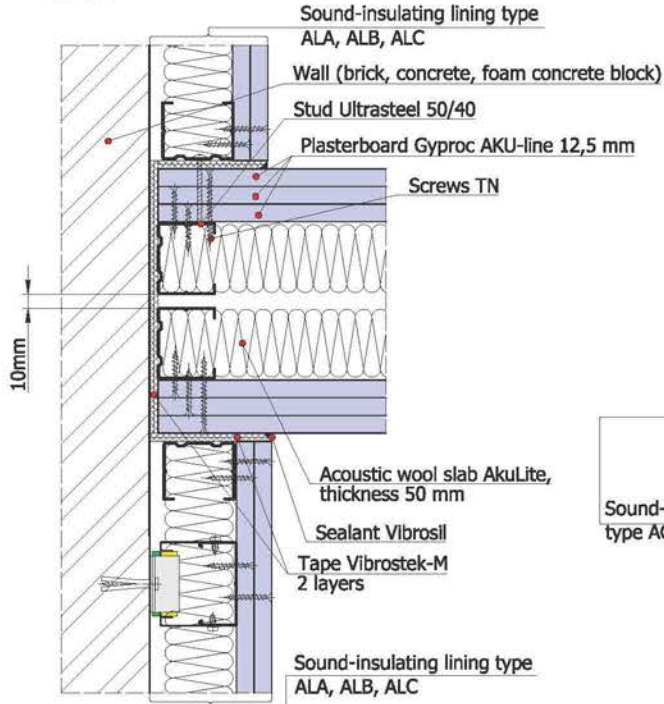 Sound-insulating lining type
ALA, ALB, ALC
Wall (brick, concrete, foam concrete block)
Stud Ultrasteel 50/40
Plasterboard Gyproc AKU-line 12,5 mm
Screws TN
10mm
Acoustic wool slab AkuLite,
thickness 50 mm
Sound-
type AC
Sealant Vibrosil
Tape Vibrostek-M
2 layers
Sound-insulating lining type
ALA, ALB, ALC